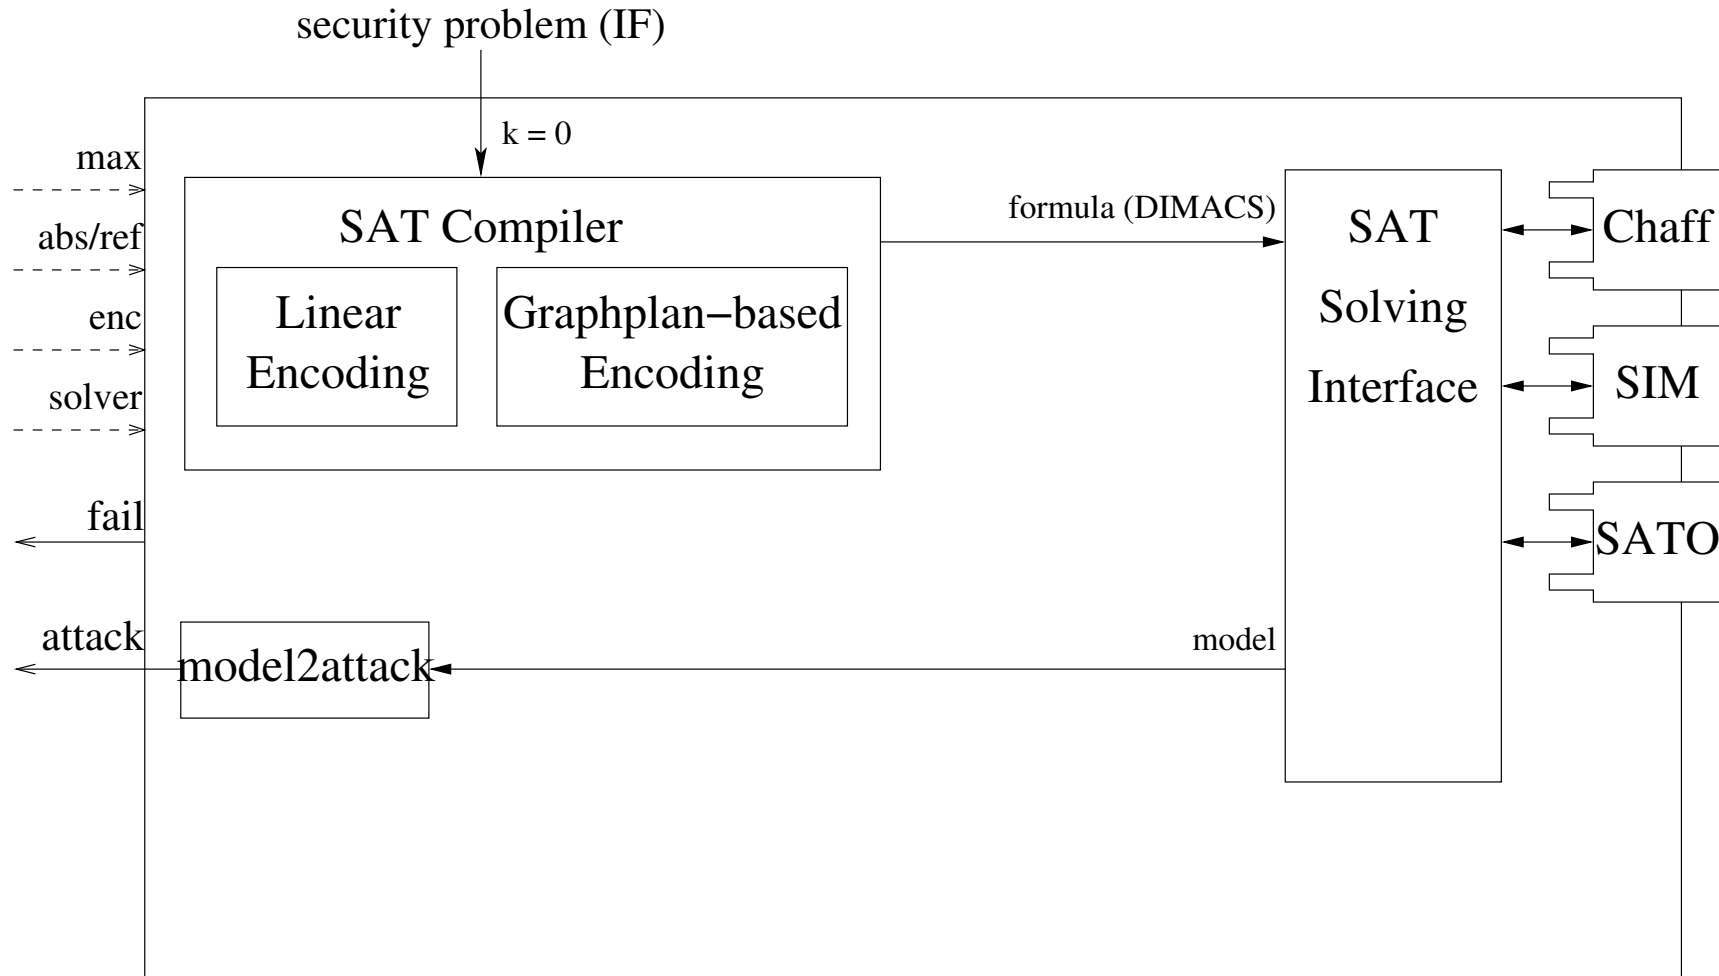 security problem (IF)
k = 0
max
abs/ref
enc
solver
fail
attack
SAT Compiler
Linear
Encoding
Graphplan−based
Encoding
formula (DIMACS)
SAT
Solving
Interface
Chaff
SIM
SATO
model
model2attack